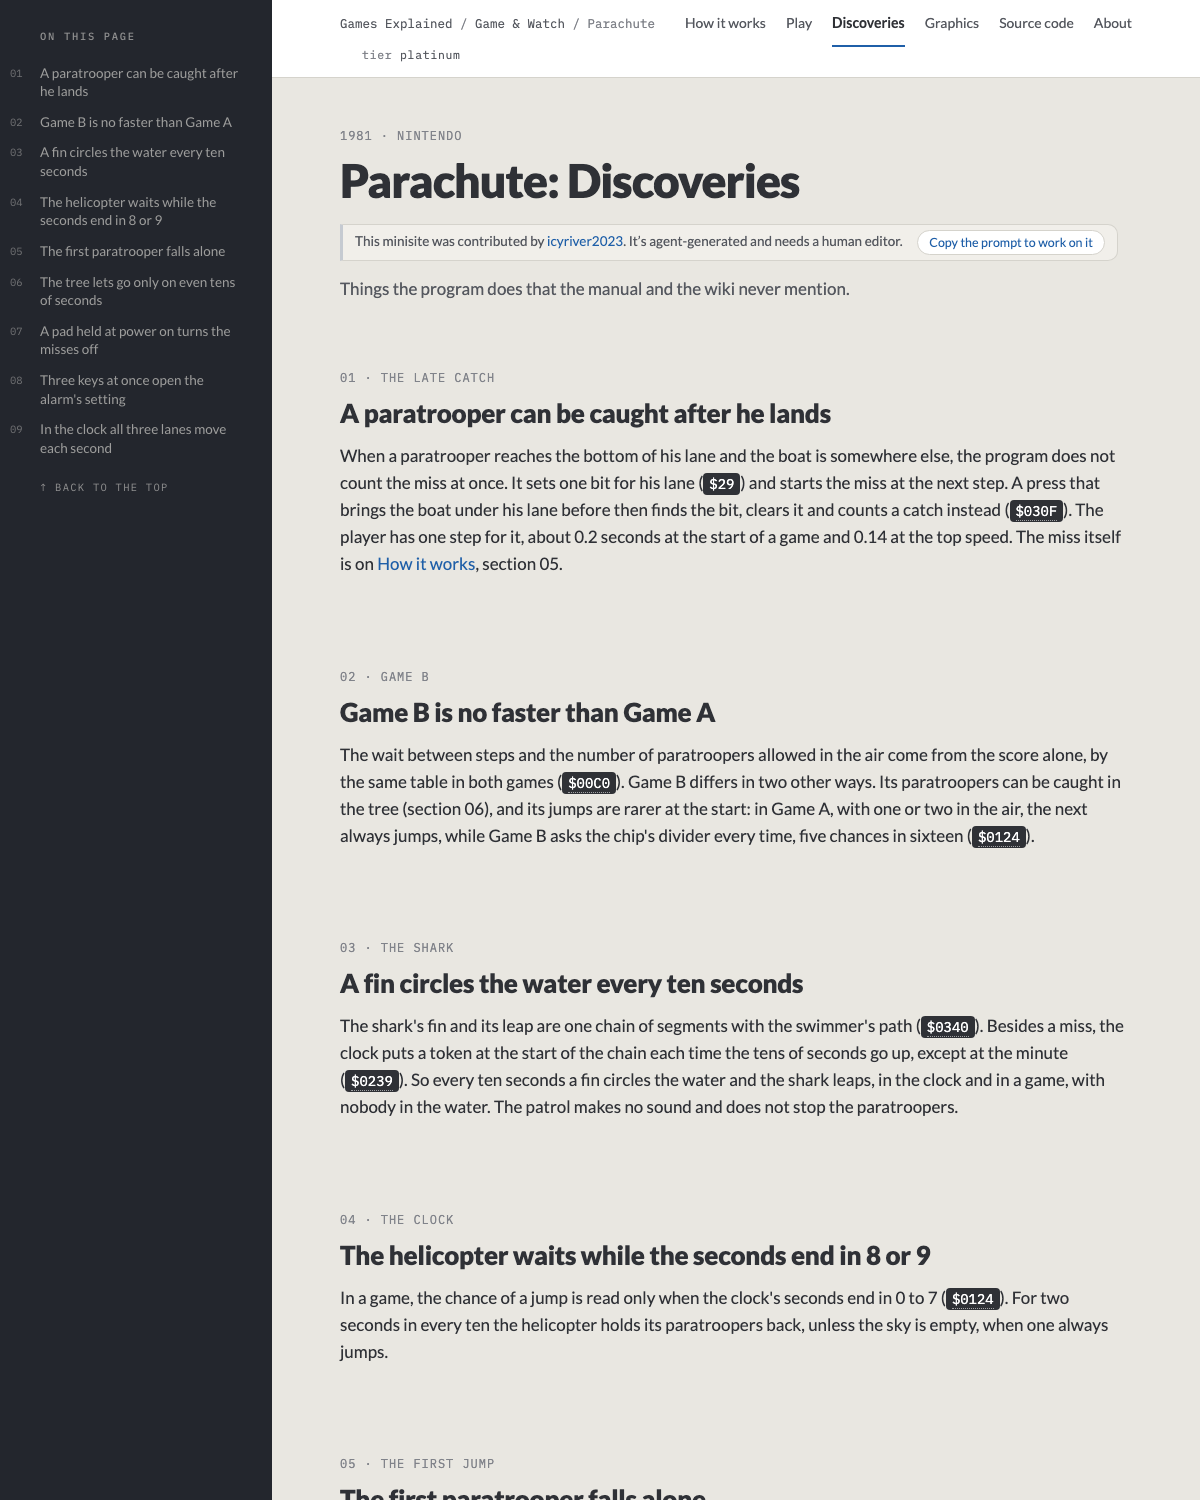 ON THIS PAGE
01 A paratrooper can be caught after
he lands
02 Game B is no faster than Game A
03 A fin circles the water every ten
seconds
04 The helicopter waits while the
seconds end in 8 or 9
05 The first paratrooper falls alone
06 The tree lets go only on even tens
of seconds
07 A pad held at power on turns the
misses off
08 Three keys at once open the
alarm's setting
09 In the clock all three lanes move
each second
↑ BACK TO THE TOP
Games Explained / Game & Watch / Parachute How it works Play Discoveries Graphics Source code About
tier platinum
1981 · NINTENDO
Parachute: Discoveries
This minisite was contributed by icyriver2023. It’s agent-generated and needs a human editor. Copy the prompt to work on it
Things the program does that the manual and the wiki never mention.
01 · THE LATE CATCH
A paratrooper can be caught after he lands
When a paratrooper reaches the bottom of his lane and the boat is somewhere else, the program does not
count the miss at once. It sets one bit for his lane ($29) and starts the miss at the next step. A press that
brings the boat under his lane before then finds the bit, clears it and counts a catch instead ($030F). The
player has one step for it, about 0.2 seconds at the start of a game and 0.14 at the top speed. The miss itself
is on How it works, section 05.
02 · GAME B
Game B is no faster than Game A
The wait between steps and the number of paratroopers allowed in the air come from the score alone, by
the same table in both games ($00C0). Game B differs in two other ways. Its paratroopers can be caught in
the tree (section 06), and its jumps are rarer at the start: in Game A, with one or two in the air, the next
always jumps, while Game B asks the chip's divider every time, five chances in sixteen ($0124).
03 · THE SHARK
A fin circles the water every ten seconds
The shark's fin and its leap are one chain of segments with the swimmer's path ($0340). Besides a miss, the
clock puts a token at the start of the chain each time the tens of seconds go up, except at the minute
($0239). So every ten seconds a fin circles the water and the shark leaps, in the clock and in a game, with
nobody in the water. The patrol makes no sound and does not stop the paratroopers.
04 · THE CLOCK
The helicopter waits while the seconds end in 8 or 9
In a game, the chance of a jump is read only when the clock's seconds end in 0 to 7 ($0124). For two
seconds in every ten the helicopter holds its paratroopers back, unless the sky is empty, when one always
jumps.
05 · THE FIRST JUMP
The first paratrooper falls alone